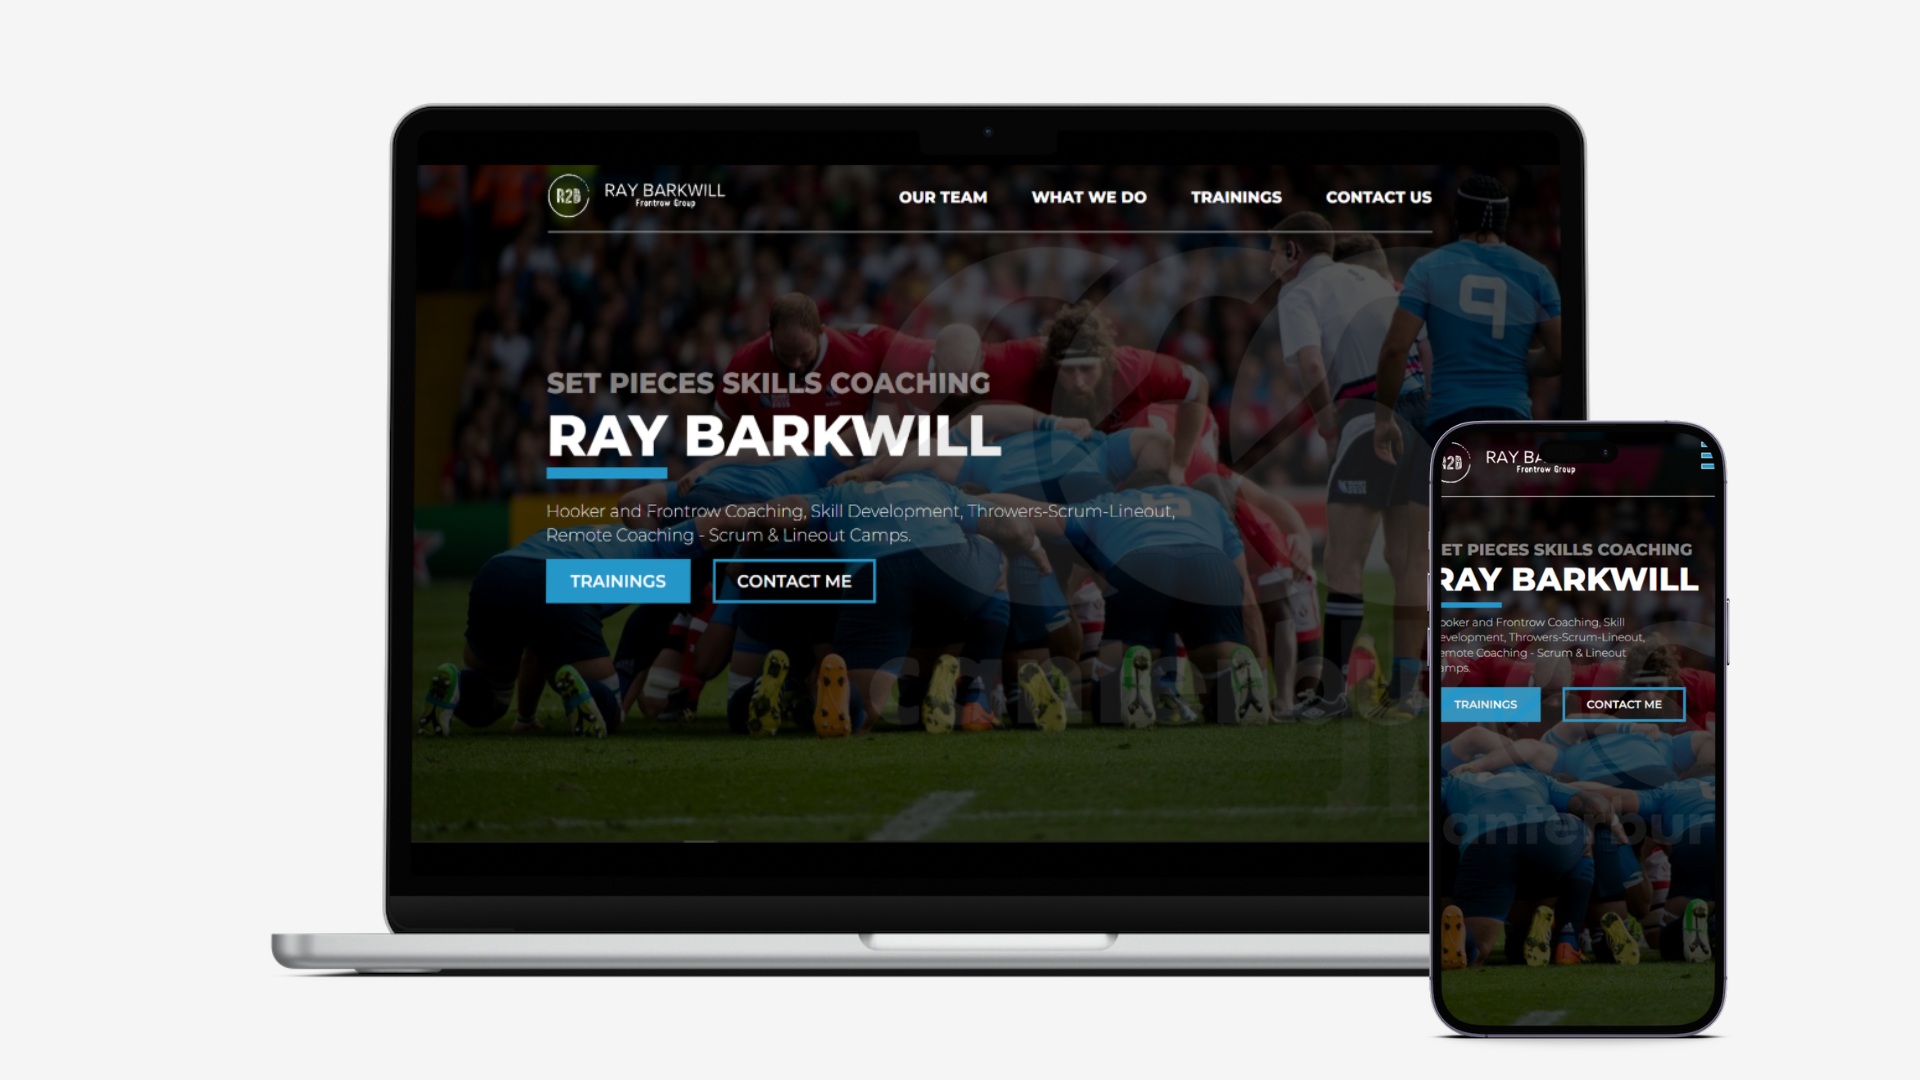 R2B
RAY BARKWILL
Frontrow Group
OUR TEAM
WHAT WE DO
TRAININGS
CONTACT US
9
SET PIECES SKILLS COACHING
RAY BARKWILL
Hooker and Frontrow Coaching, Skill Development, Throwers-Scrum-Lineout,
Remote Coaching - Scrum & Lineout Camps.
TRAININGS
CONTACT ME
canterbur
R2B
RAY BA
Frontrow Group
ET PIECES SKILLS COACHING
RAY BARKWILL
ooker and Frontrow Coaching, Skill
evelopment, Throwers-Scrum-Lineout,
emote Coaching - Scrum & Lineout
amps.
TRAININGS
CONTACT ME
anterbur